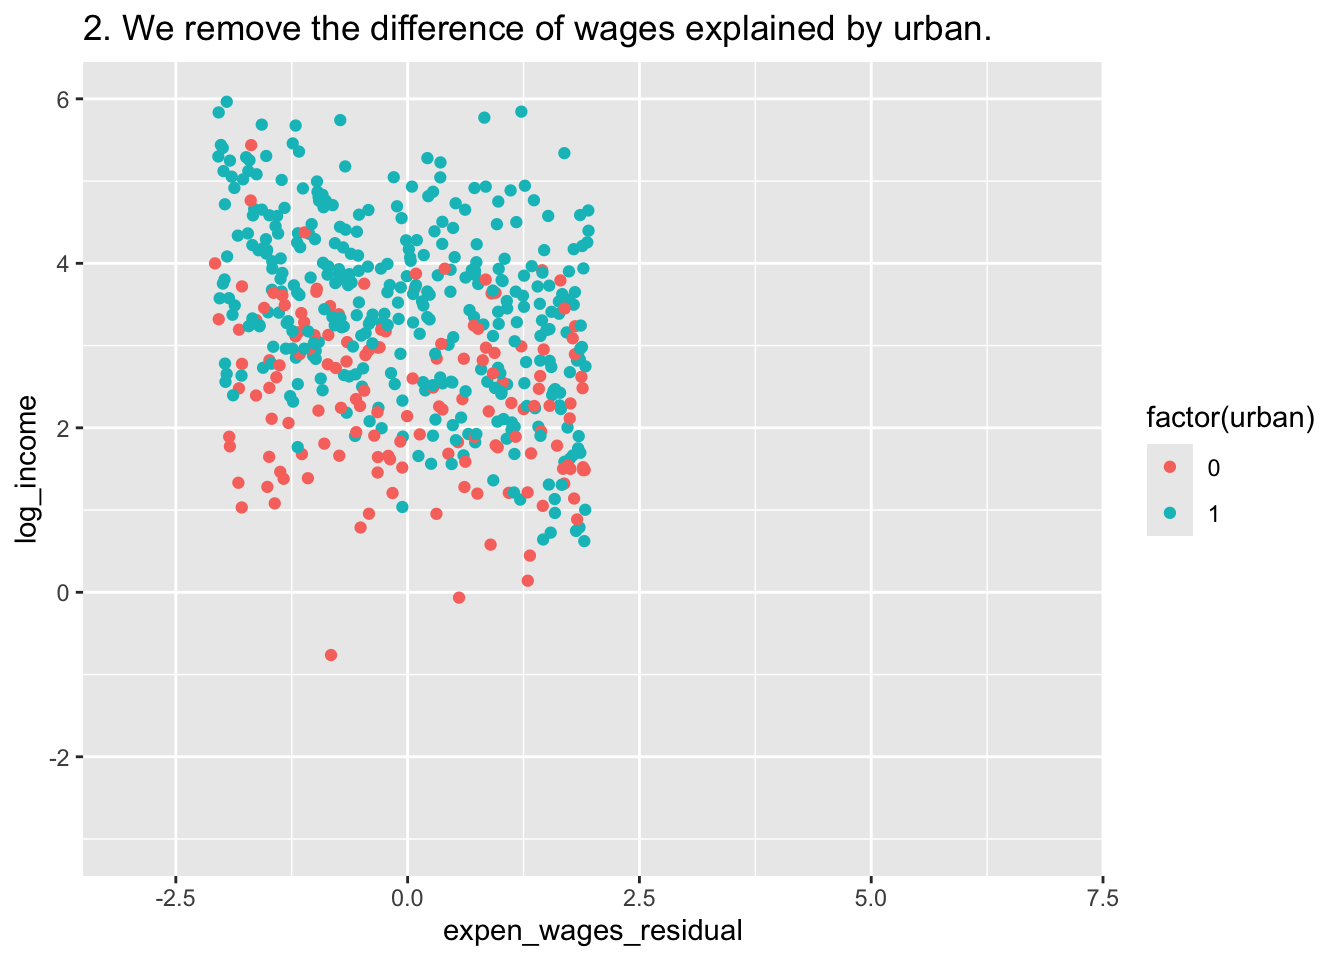 2. We remove the difference of wages explained by urban.
6
4
2
0
-2
log_income
-2.5 0.0 2.5 5.0 7.5
expen_wages_residual
factor(urban)
0
1